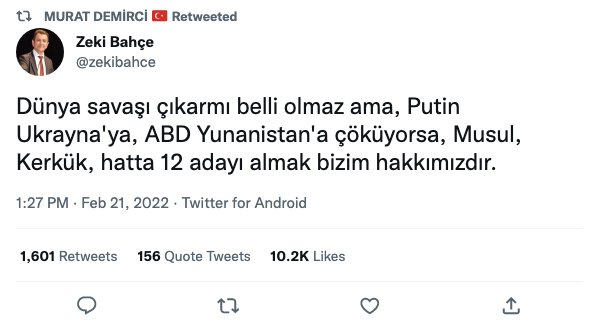 MURAT DEMİRCİ 🇹🇷 Retweeted
Zeki Bahçe
@zekibahce
Dünya savaşı çıkarmı belli olmaz ama, Putin
Ukrayna'ya, ABD Yunanistan'a çöküyorsa, Musul,
Kerkük, hatta 12 adayı almak bizim hakkımızdır.
1:27 PM · Feb 21, 2022 · Twitter for Android
1,601 Retweets 156 Quote Tweets 10.2K Likes